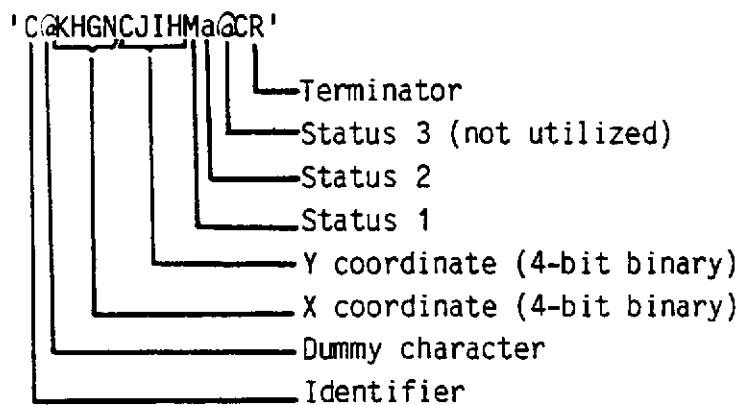 'C@KHGNCJIHMa@CR'
Terminator
Status 3 (not utilized)
Status 2
Status 1
Y coordinate (4-bit binary)
X coordinate (4-bit binary)
Dummy character
Identifier